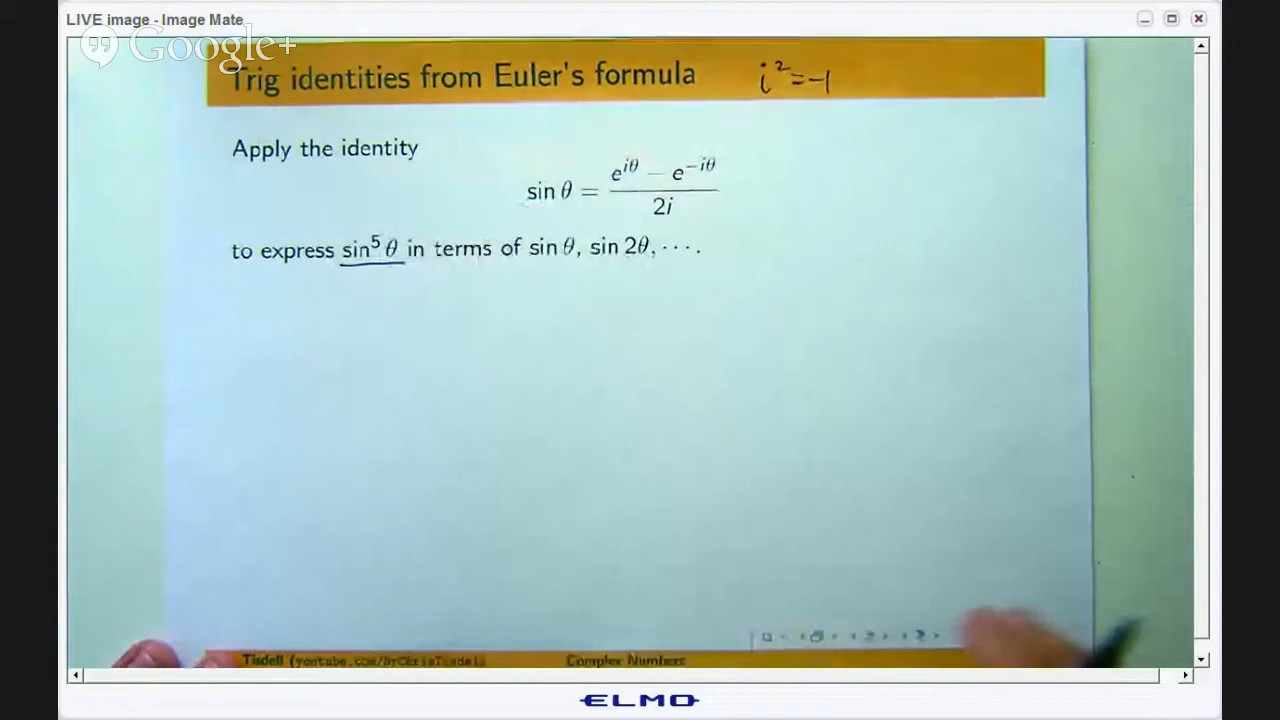 LIVE image - Image Mate
Google+
Trig identities from Euler's formula i² = -1
Apply the identity
sin θ = (e^{iθ} − e^{−iθ}) / 2i
to express sin⁵ θ in terms of sin θ, sin 2θ, ⋯.
Tisdell (youtube.com/DrChrisTisdell
Complex Numbers
ELMO